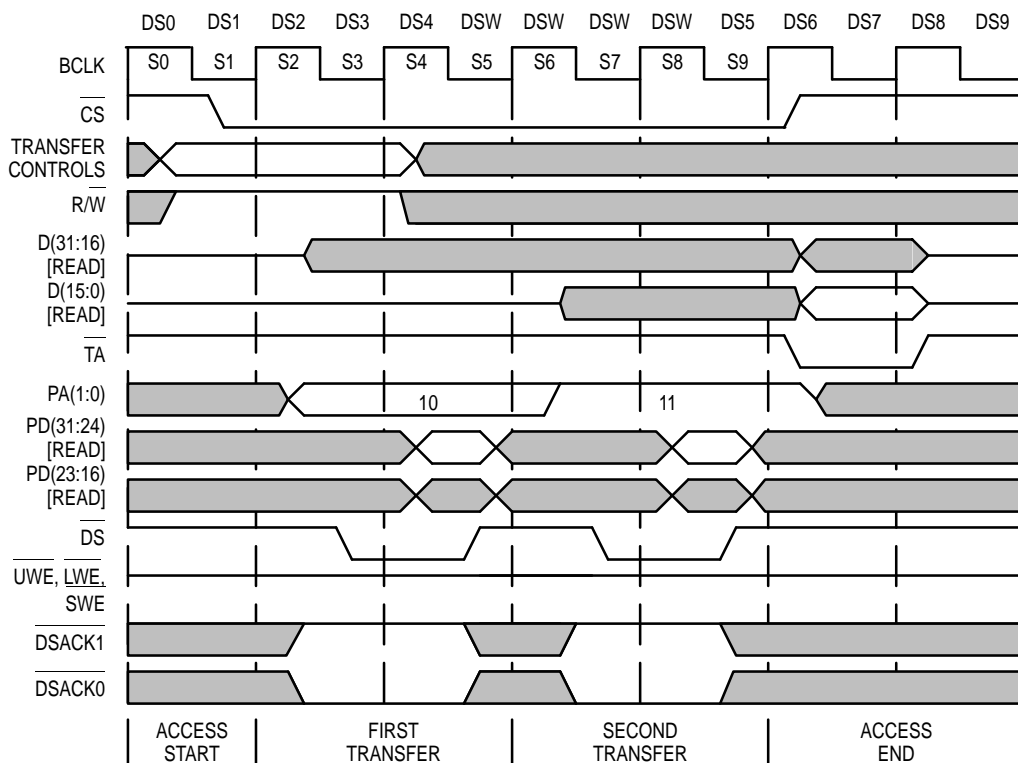 DS0 DS1 DS2 DS3 DS4 DSW DSW DSW DSW DS5 DS6 DS7 DS8 DS9
BCLK S0 S1 S2 S3 S4 S5 S6 S7 S8 S9
CS
TRANSFER
CONTROLS
R/W
D(31:16)
[READ]
D(15:0)
[READ]
TA
PA(1:0) 10 11
PD(31:24)
[READ]
PD(23:16)
[READ]
DS
UWE, LWE,
SWE
DSACK1
DSACK0
ACCESS
START
FIRST
TRANSFER
SECOND
TRANSFER
ACCESS
END